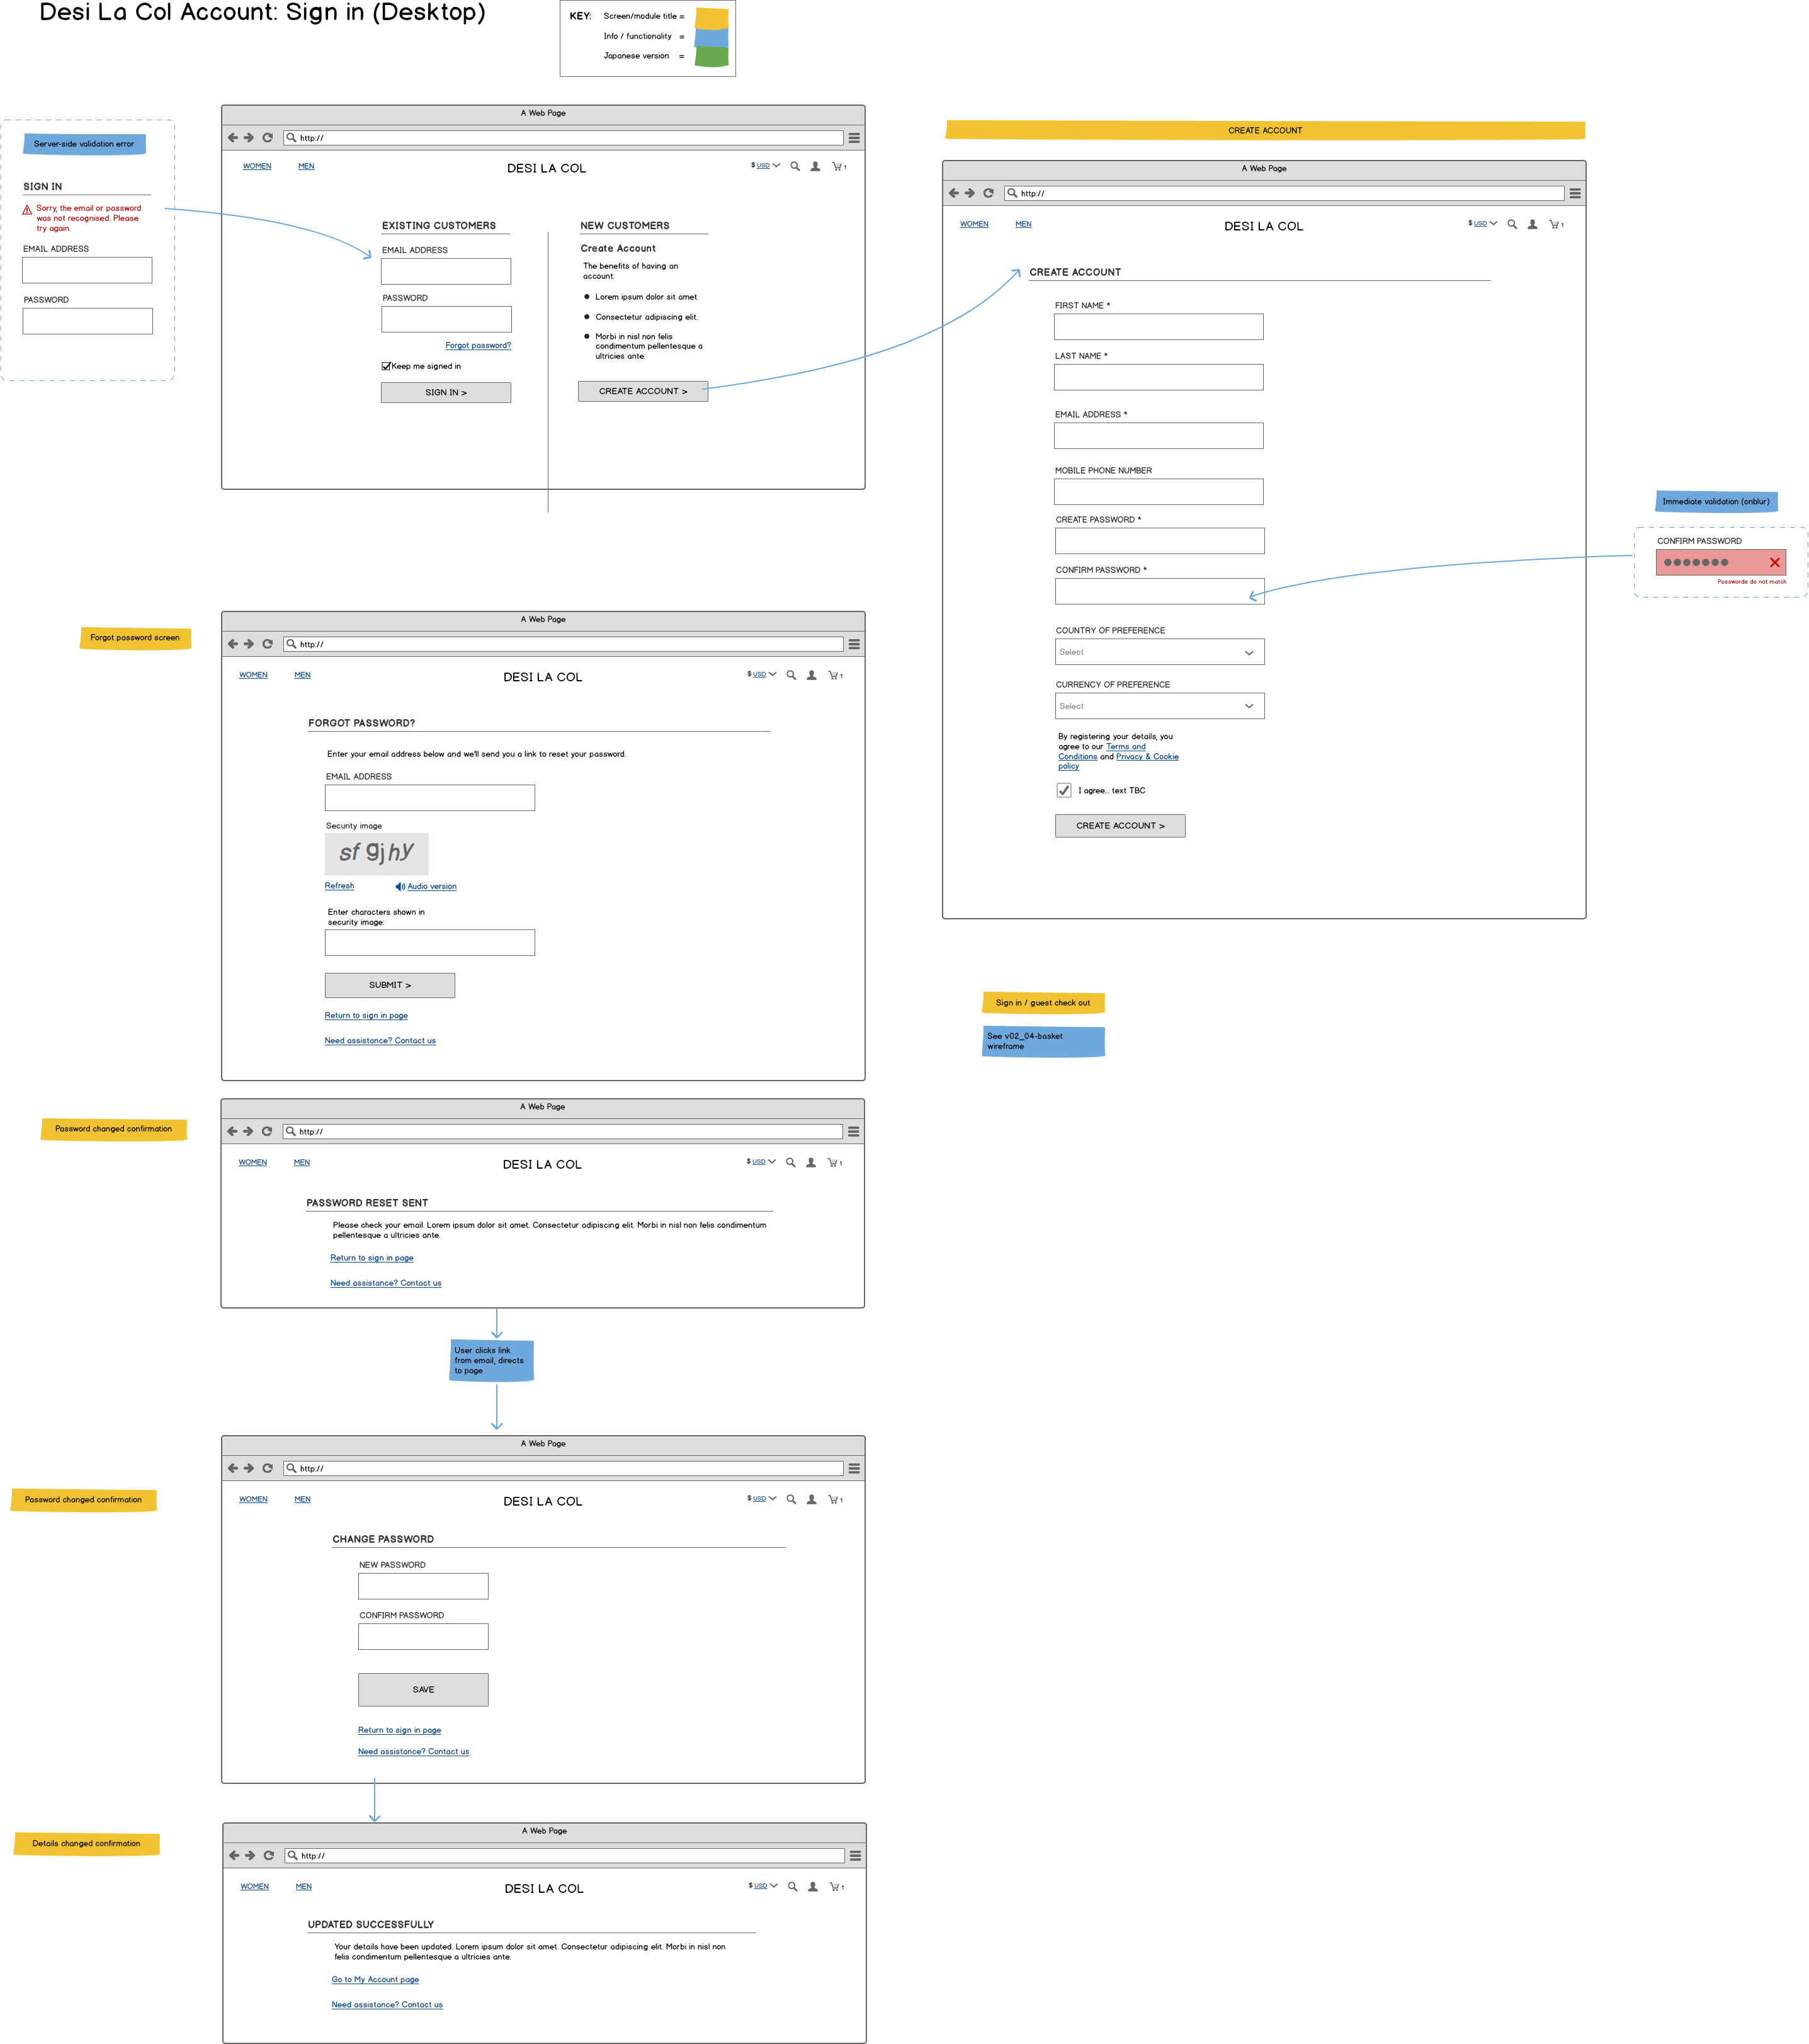 Desi La Col Account: Sign in (Desktop)
KEY:
Screen/module title =
Info / functionality =
Japanese version =
Server-side validation error
SIGN IN
Sorry, the email or password
was not recognised. Please
try again.
EMAIL ADDRESS
PASSWORD
A Web Page
http://
WOMEN
MEN
DESI LA COL
$ USD
1
EXISTING CUSTOMERS
EMAIL ADDRESS
PASSWORD
Forgot password?
Keep me signed in
SIGN IN >
NEW CUSTOMERS
Create Account
The benefits of having an
account:
Lorem ipsum dolor sit amet
Consectetur adipiscing elit.
Morbi in nisl non felis
condimentum pellentesque a
ultricies ante.
CREATE ACCOUNT >
CREATE ACCOUNT
A Web Page
http://
WOMEN
MEN
DESI LA COL
$ USD
1
CREATE ACCOUNT
FIRST NAME *
LAST NAME *
EMAIL ADDRESS *
MOBILE PHONE NUMBER
CREATE PASSWORD *
CONFIRM PASSWORD *
COUNTRY OF PREFERENCE
Select
CURRENCY OF PREFERENCE
Select
By registering your details, you
agree to our Terms and
Conditions and Privacy & Cookie
policy
I agree... text TBC
CREATE ACCOUNT >
Immediate validation (onblur)
CONFIRM PASSWORD
Passwords do not match
Forgot password screen
A Web Page
http://
WOMEN
MEN
DESI LA COL
$ USD
1
FORGOT PASSWORD?
Enter your email address below and we'll send you a link to reset your password.
EMAIL ADDRESS
Security image
sf gjhy
Refresh
Audio version
Enter characters shown in
security image:
SUBMIT >
Return to sign in page
Need assistance? Contact us
Sign in / guest check out
See v02_04-basket
wireframe
Password changed confirmation
A Web Page
http://
WOMEN
MEN
DESI LA COL
$ USD
1
PASSWORD RESET SENT
Please check your email. Lorem ipsum dolor sit amet. Consectetur adipiscing elit. Morbi in nisl non felis condimentum
pellentesque a ultricies ante.
Return to sign in page
Need assistance? Contact us
User clicks link
from email, directs
to page
Password changed confirmation
A Web Page
http://
WOMEN
MEN
DESI LA COL
$ USD
1
CHANGE PASSWORD
NEW PASSWORD
CONFIRM PASSWORD
SAVE
Return to sign in page
Need assistance? Contact us
Details changed confirmation
A Web Page
http://
WOMEN
MEN
DESI LA COL
$ USD
1
UPDATED SUCCESSFULLY
Your details have been updated. Lorem ipsum dolor sit amet. Consectetur adipiscing elit. Morbi in nisl non
felis condimentum pellentesque a ultricies ante.
Go to My Account page
Need assistance? Contact us